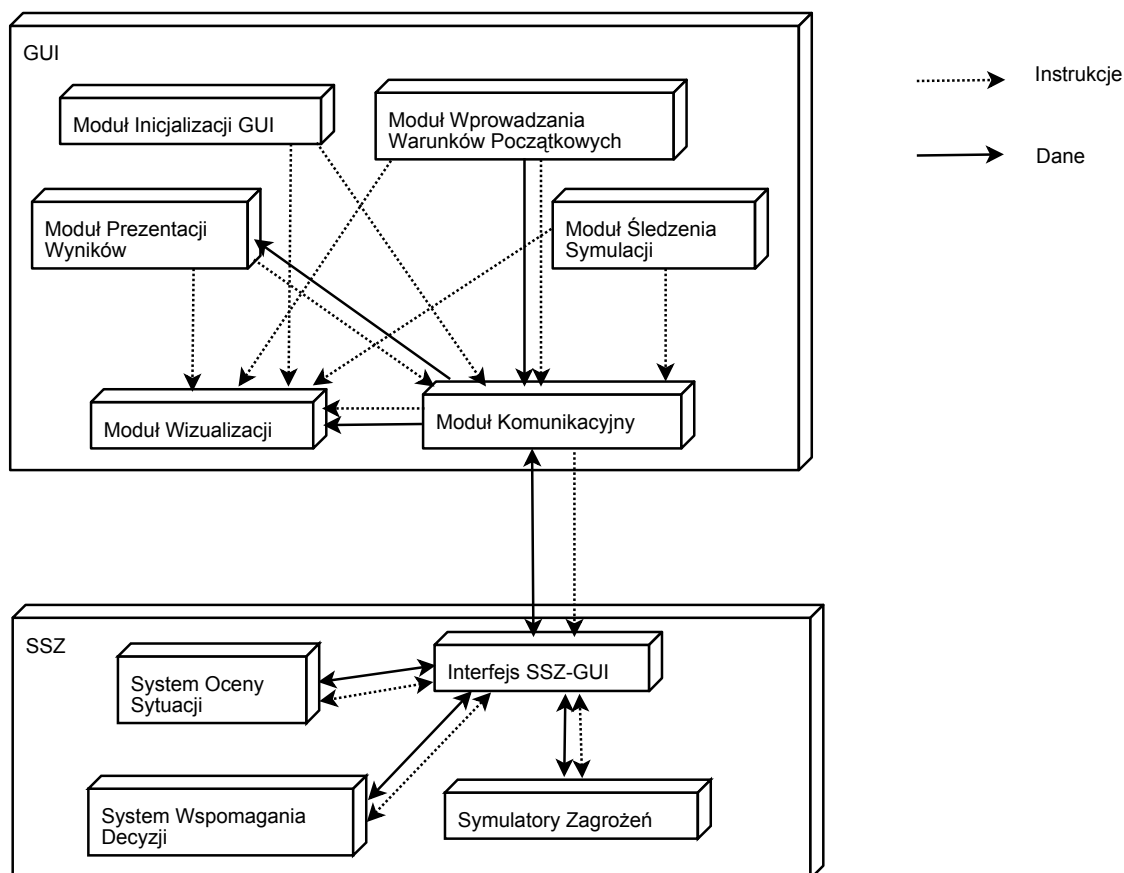 GUI
Moduł Inicjalizacji GUI
Moduł Wprowadzania
Warunków Początkowych
Instrukcje
Dane
Moduł Prezentacji
Wyników
Moduł Śledzenia
Symulacji
Moduł Wizualizacji
Moduł Komunikacyjny
SSZ
System Oceny
Sytuacji
Interfejs SSZ-GUI
System Wspomagania
Decyzji
Symulatory Zagrożeń